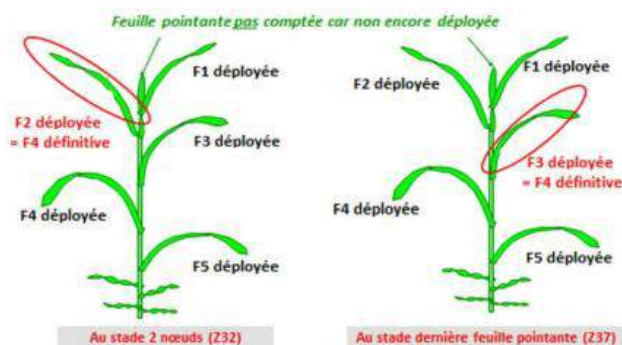 Feuille pointante pas comptée car non encore déployée
F1 déployée
F2 déployée
= F4 définitive
F3 déployée
F4 déployée
F5 déployée
Au stade 2 nœuds (Z32)
F1 déployée
F2 déployée
F3 déployée
= F4 définitive
F4 déployée
F5 déployée
Au stade dernière feuille pointante (Z37)